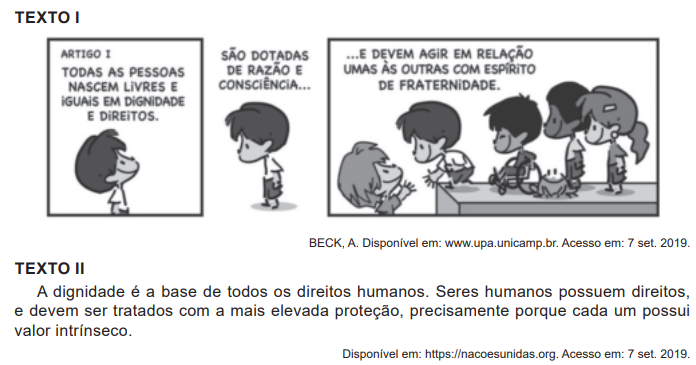 TEXTO I
ARTIGO I
TODAS AS PESSOAS
NASCEM LIVRES E
IGUAIS EM DIGNIDADE
E DIREITOS.
SÃO DOTADAS
DE RAZÃO E
CONSCIÊNCIA...
...E DEVEM AGIR EM RELAÇÃO
UMAS ÀS OUTRAS COM ESPÍRITO
DE FRATERNIDADE.
BECK, A. Disponível em: www.upa.unicamp.br. Acesso em: 7 set. 2019.
TEXTO II
A dignidade é a base de todos os direitos humanos. Seres humanos possuem direitos,
e devem ser tratados com a mais elevada proteção, precisamente porque cada um possui
valor intrínseco.
Disponível em: https://nacoesunidas.org. Acesso em: 7 set. 2019.